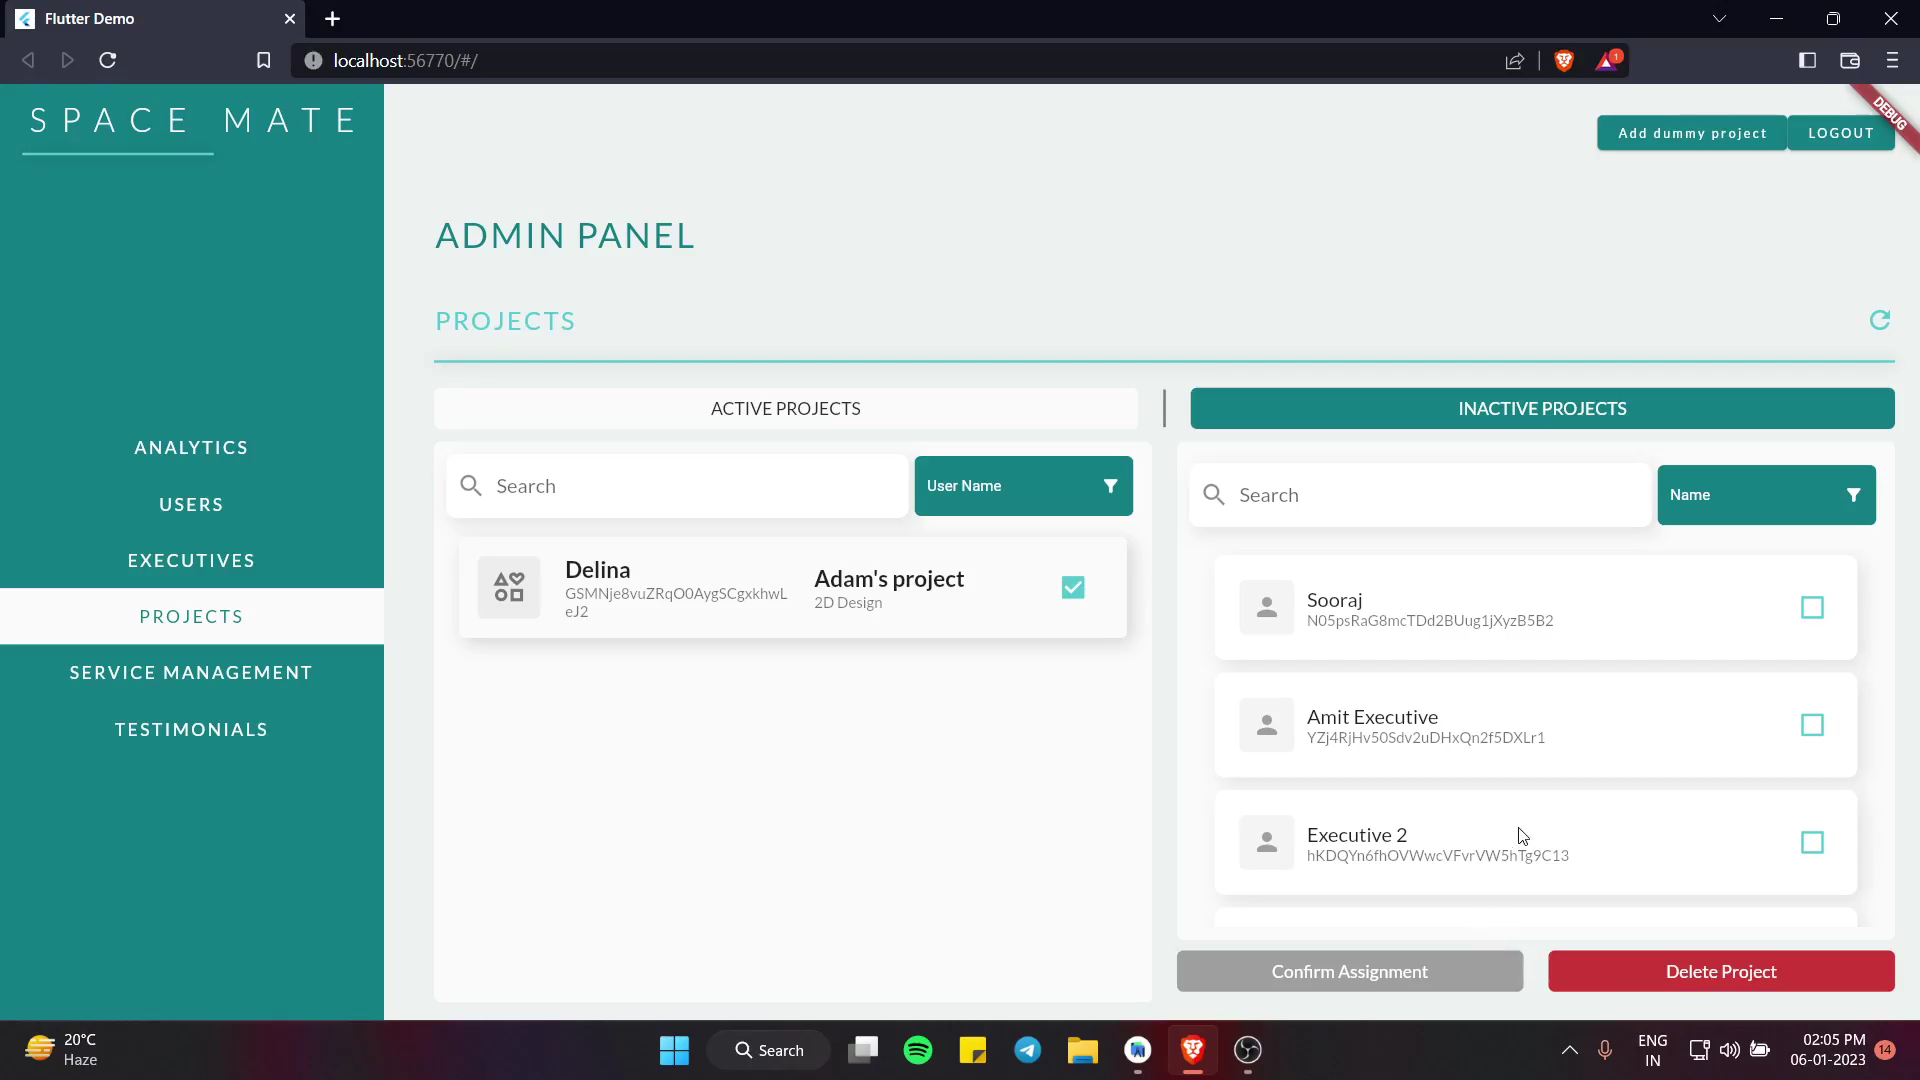 Flutter Demo
localhost:56770/#/
1
DEBUG
SPACE MATE
Add dummy project
LOGOUT
ADMIN PANEL
PROJECTS
ACTIVE PROJECTS
INACTIVE PROJECTS
ANALYTICS
USERS
EXECUTIVES
PROJECTS
SERVICE MANAGEMENT
TESTIMONIALS
Search
User Name
Delina
GSMNje8vuZRqO0AygSCgxkhwL
eJ2
Adam's project
2D Design
Search
Name
Sooraj
N05psRaG8mcTDd2BUug1jXyzB5B2
Amit Executive
YZj4RjHv50Sdv2uDHxQn2f5DXLr1
Executive 2
hKDQYn6fhOVWwcVFvrVW5hTg9C13
Confirm Assignment
Delete Project
20°C
Haze
Search
ENG
IN
02:05 PM
06-01-2023
14